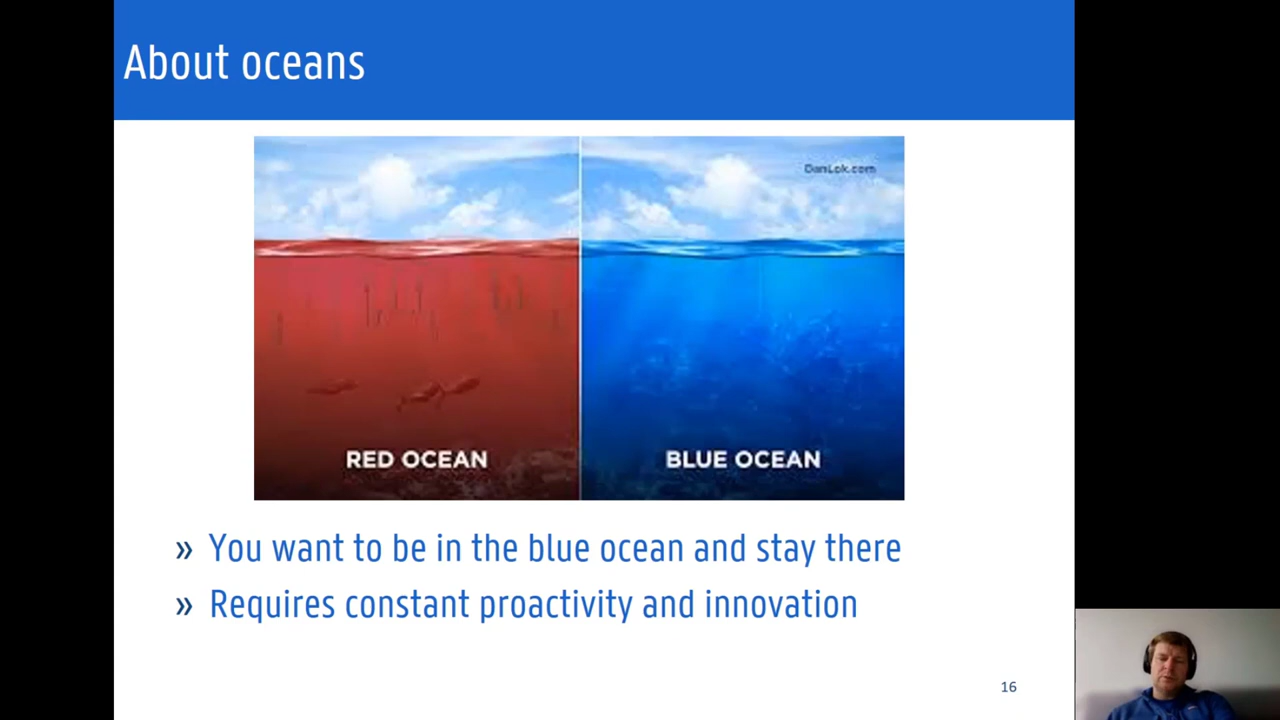 About oceans
DanLok.com
RED OCEAN
BLUE OCEAN
» You want to be in the blue ocean and stay there
» Requires constant proactivity and innovation
16